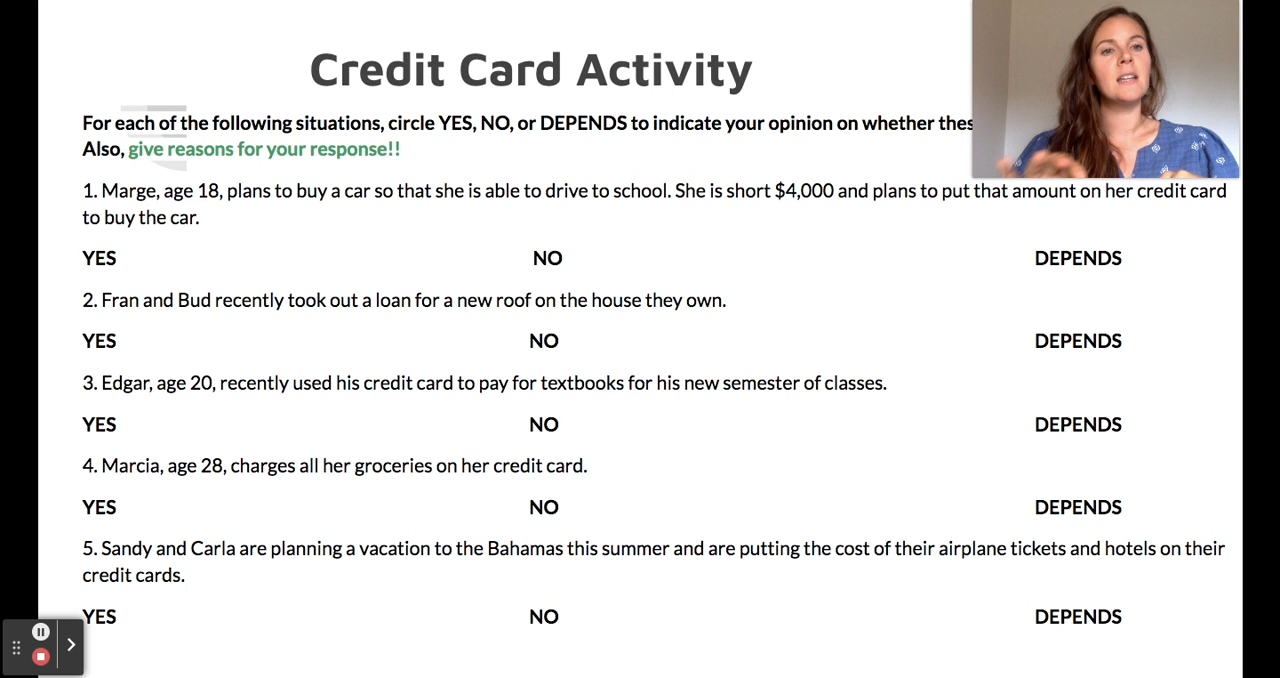 Credit Card Activity
For each of the following situations, circle YES, NO, or DEPENDS to indicate your opinion on whether
Also, give reasons for your response!!
1. Marge, age 18, plans to buy a car so that she is able to drive to school. She is short $4,000 and plans to put that amount on her credit card
to buy the car.
YES NO DEPENDS
2. Fran and Bud recently took out a loan for a new roof on the house they own.
YES NO DEPENDS
3. Edgar, age 20, recently used his credit card to pay for textbooks for his new semester of classes.
YES NO DEPENDS
4. Marcia, age 28, charges all her groceries on her credit card.
YES NO DEPENDS
5. Sandy and Carla are planning a vacation to the Bahamas this summer and are putting the cost of their airplane tickets and hotels on their
credit cards.
YES NO DEPENDS